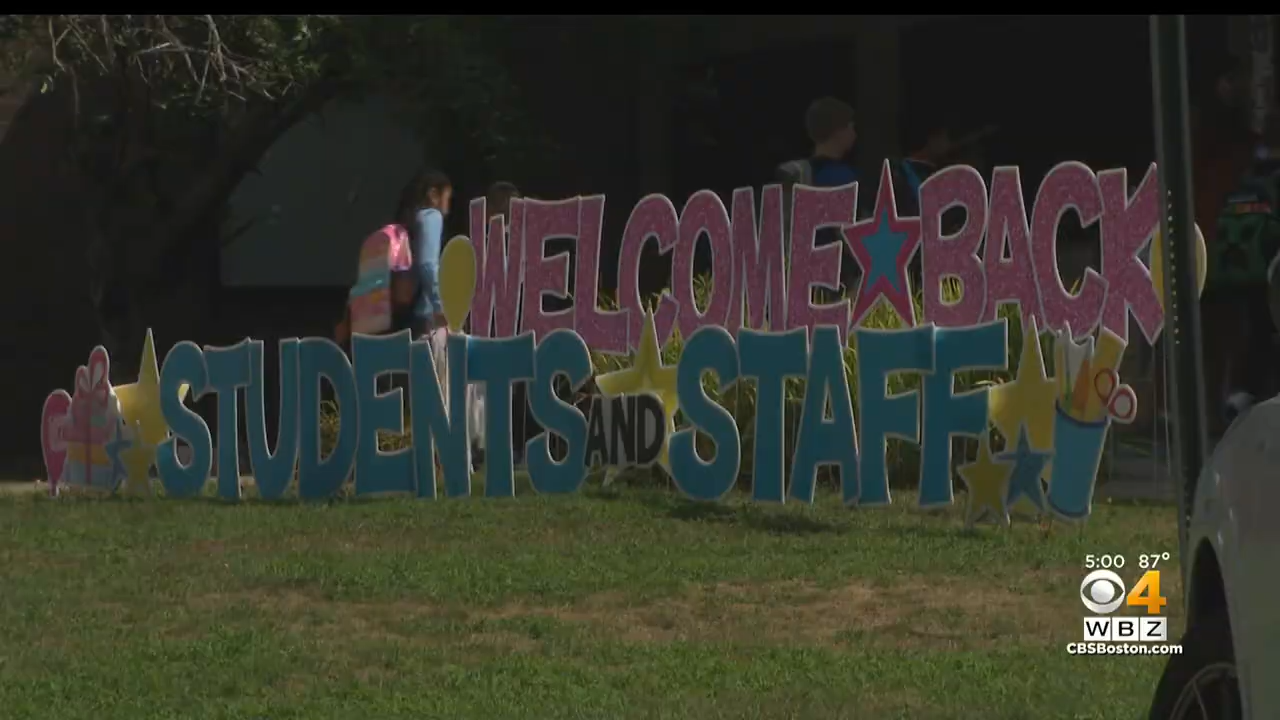 WELCOME BACK
STUDENTS AND STAFF
5:00 87°
4
WBZ
CBSBoston.com